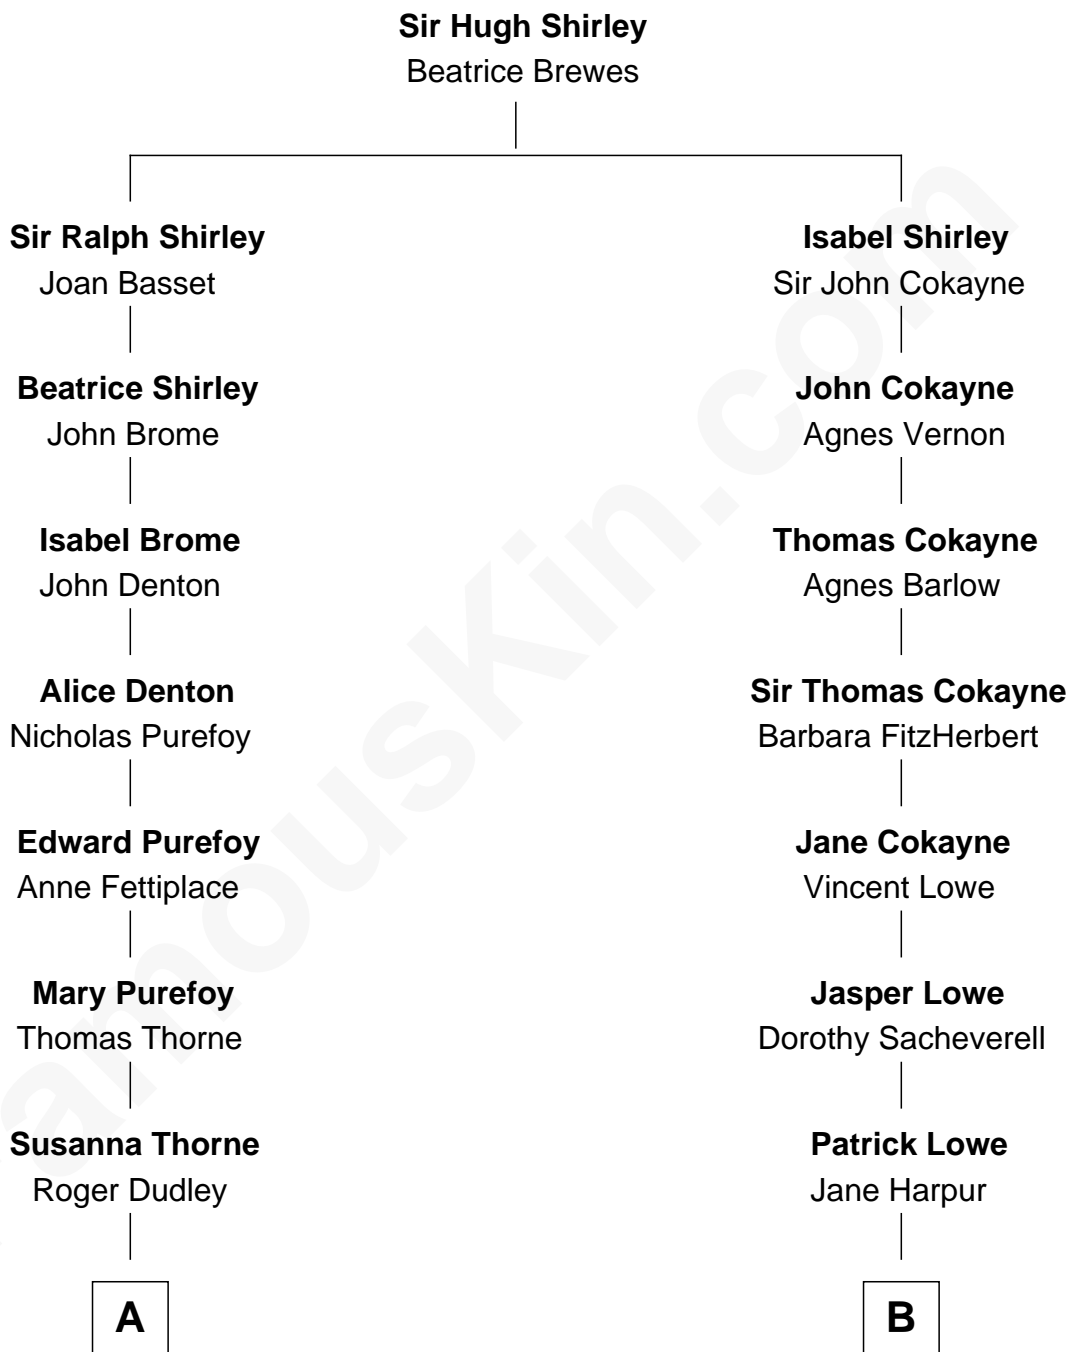 Sir Hugh Shirley
Beatrice Brewes
Sir Ralph Shirley
Joan Basset
Isabel Shirley
Sir John Cokayne
Beatrice Shirley
John Brome
John Cokayne
Agnes Vernon
Isabel Brome
John Denton
Thomas Cokayne
Agnes Barlow
Alice Denton
Nicholas Purefoy
Sir Thomas Cokayne
Barbara FitzHerbert
Edward Purefoy
Anne Fettiplace
Jane Cokayne
Vincent Lowe
Mary Purefoy
Thomas Thorne
Jasper Lowe
Dorothy Sacheverell
Susanna Thorne
Roger Dudley
Patrick Lowe
Jane Harpur
A
B
amousKin.com